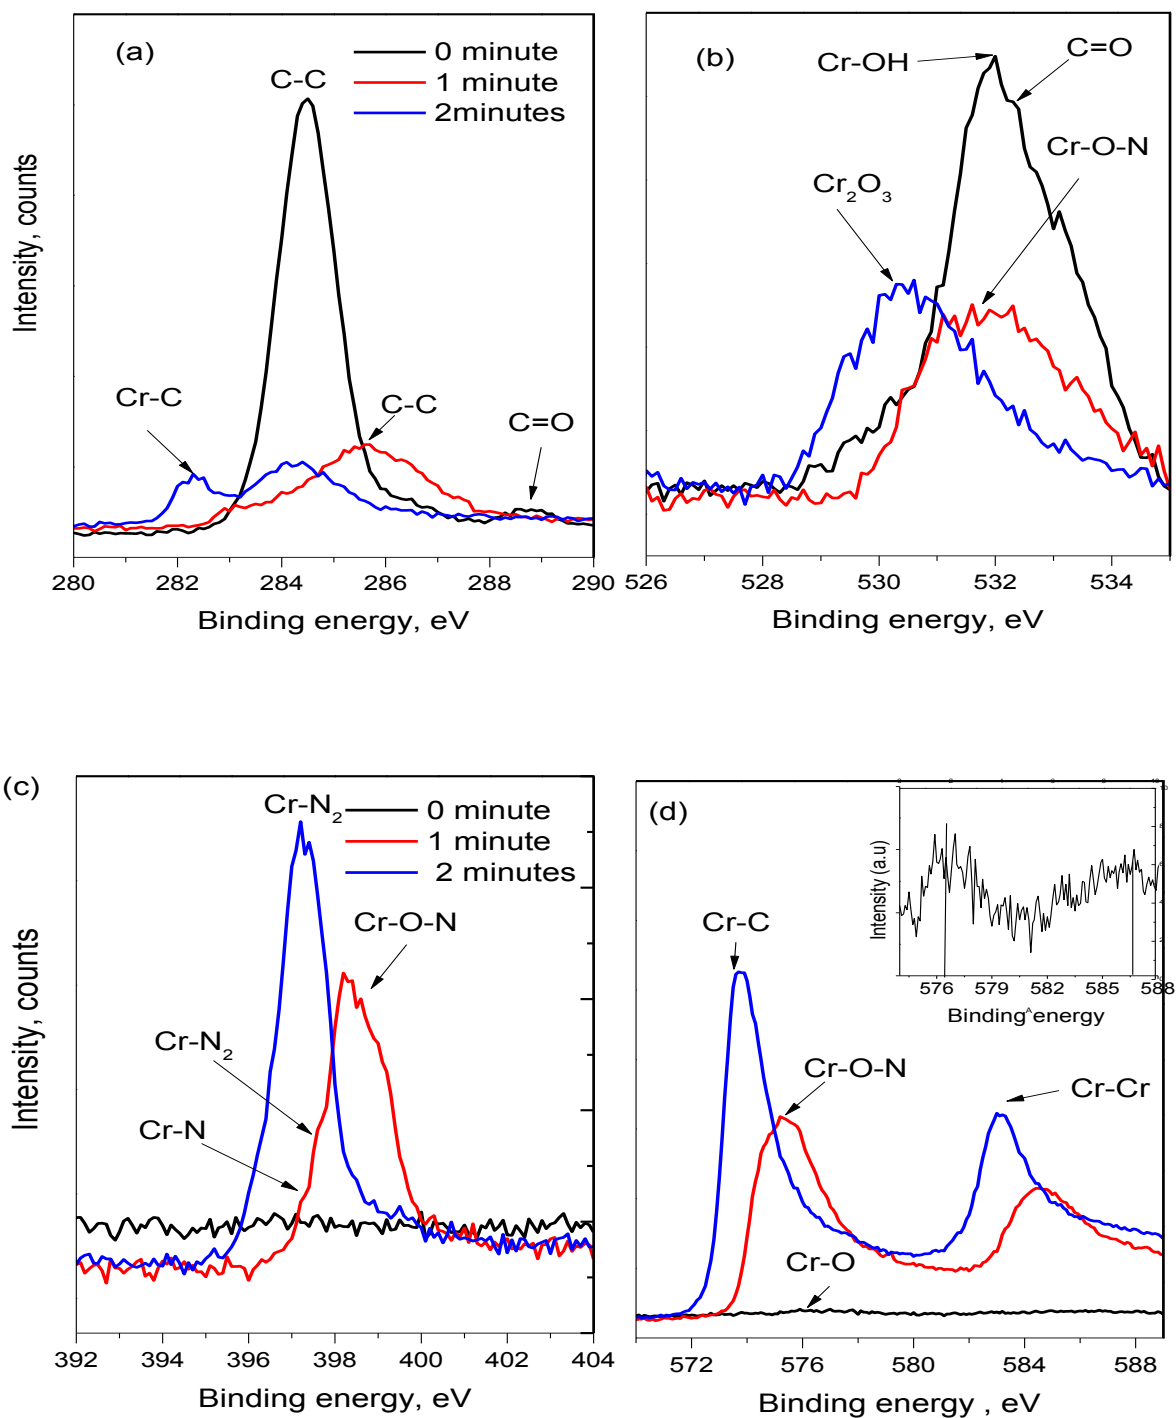 (a)
0 minute
1 minute
2minutes
C-C
Cr-C
C-C
C=O
Intensity, counts
280 282 284 286 288 290
Binding energy, eV
(b)
Cr-OH
C=O
Cr-O-N
Cr₂O₃
526 528 530 532 534
Binding energy, eV
(c)
Cr-N₂
0 minute
1 minute
2 minutes
Cr-O-N
Cr-N₂
Cr-N
Intensity, counts
392 394 396 398 400 402 404
Binding energy, eV
(d)
Cr-C
Cr-O-N
Cr-Cr
Cr-O
572 576 580 584 588
Binding energy , eV
Intensity (a.u)
576 579 582 585 588
Binding energy
A